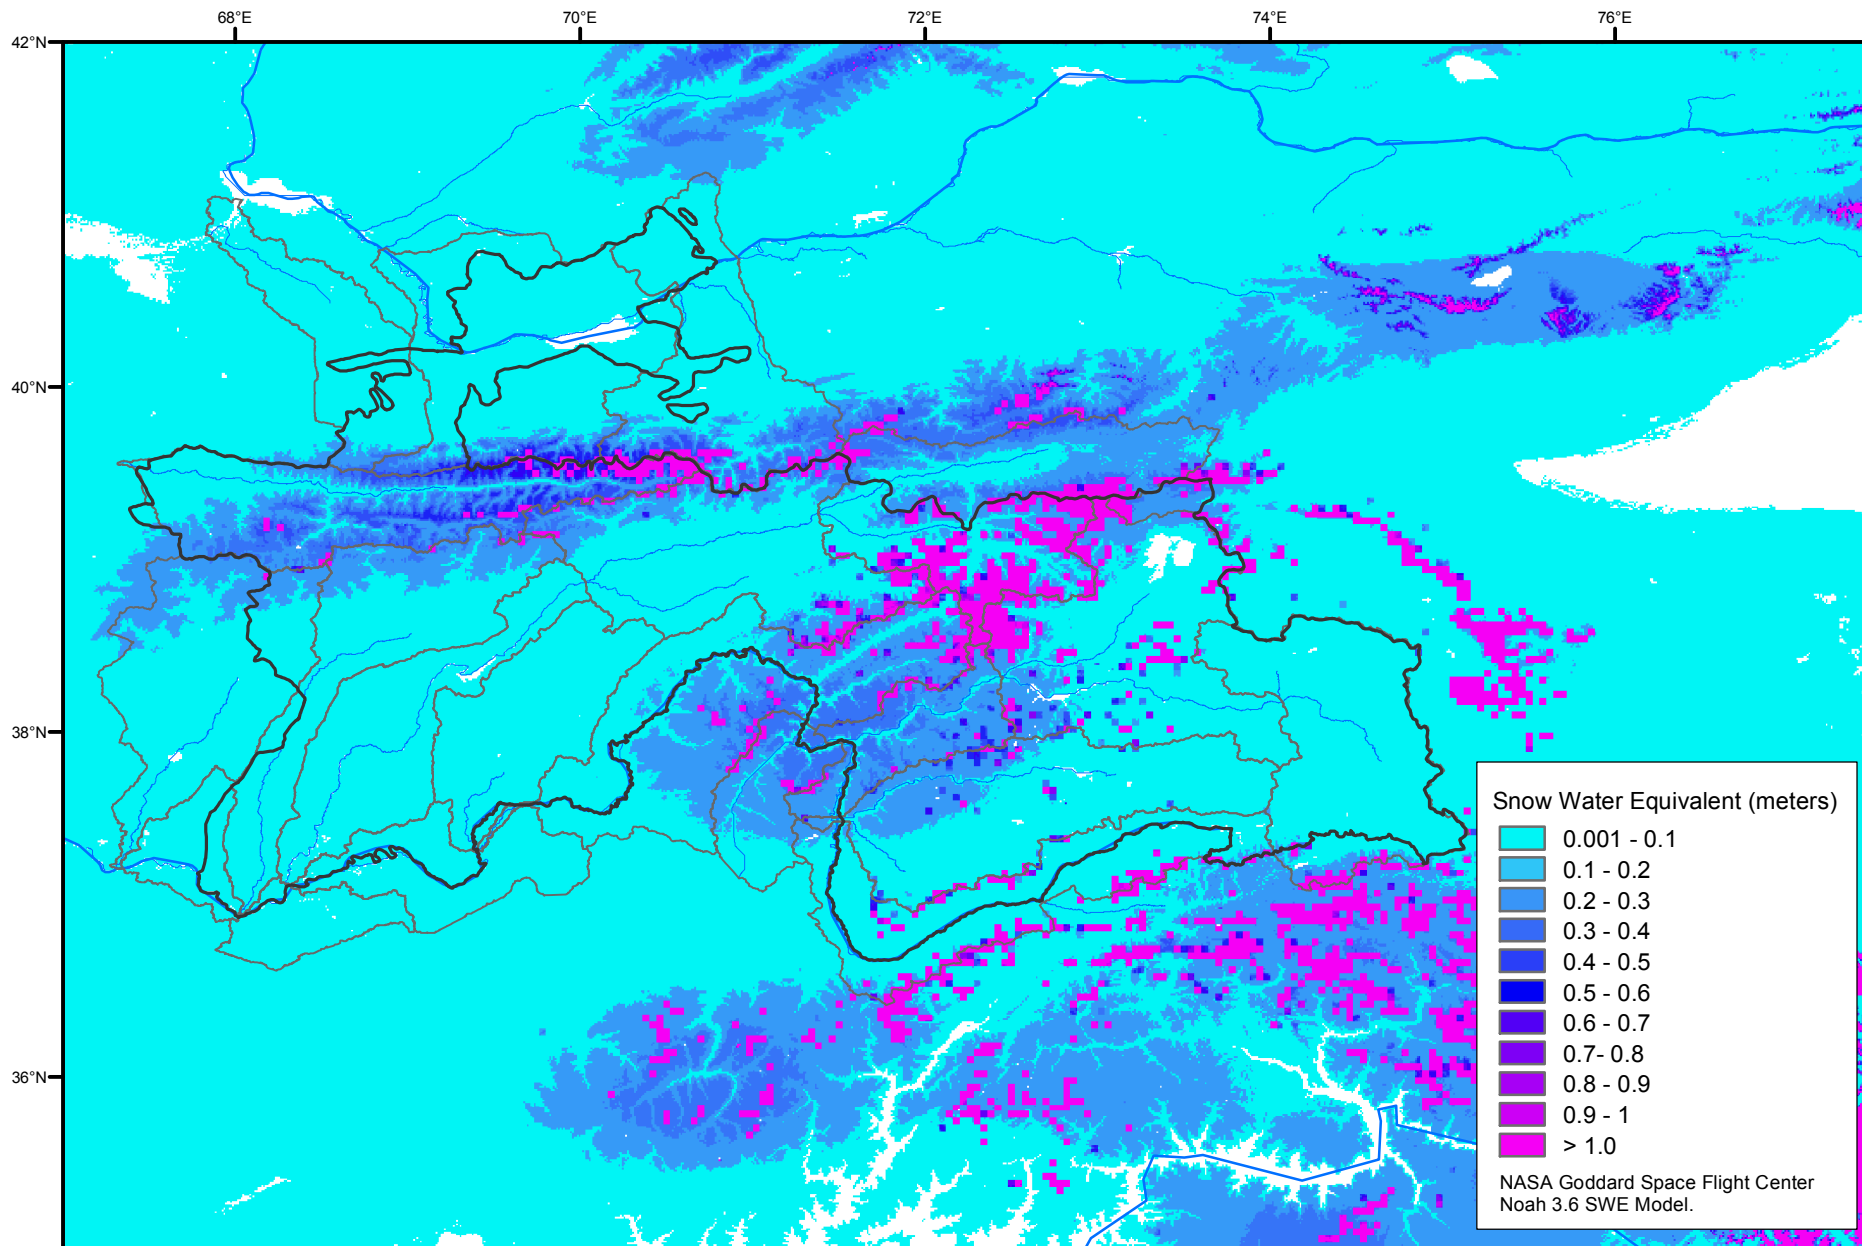 68°E 70°E 72°E 74°E 76°E
42°N
40°N
38°N
36°N
Snow Water Equivalent (meters)
0.001 - 0.1
0.1 - 0.2
0.2 - 0.3
0.3 - 0.4
0.4 - 0.5
0.5 - 0.6
0.6 - 0.7
0.7- 0.8
0.8 - 0.9
0.9 - 1
> 1.0
NASA Goddard Space Flight Center
Noah 3.6 SWE Model.